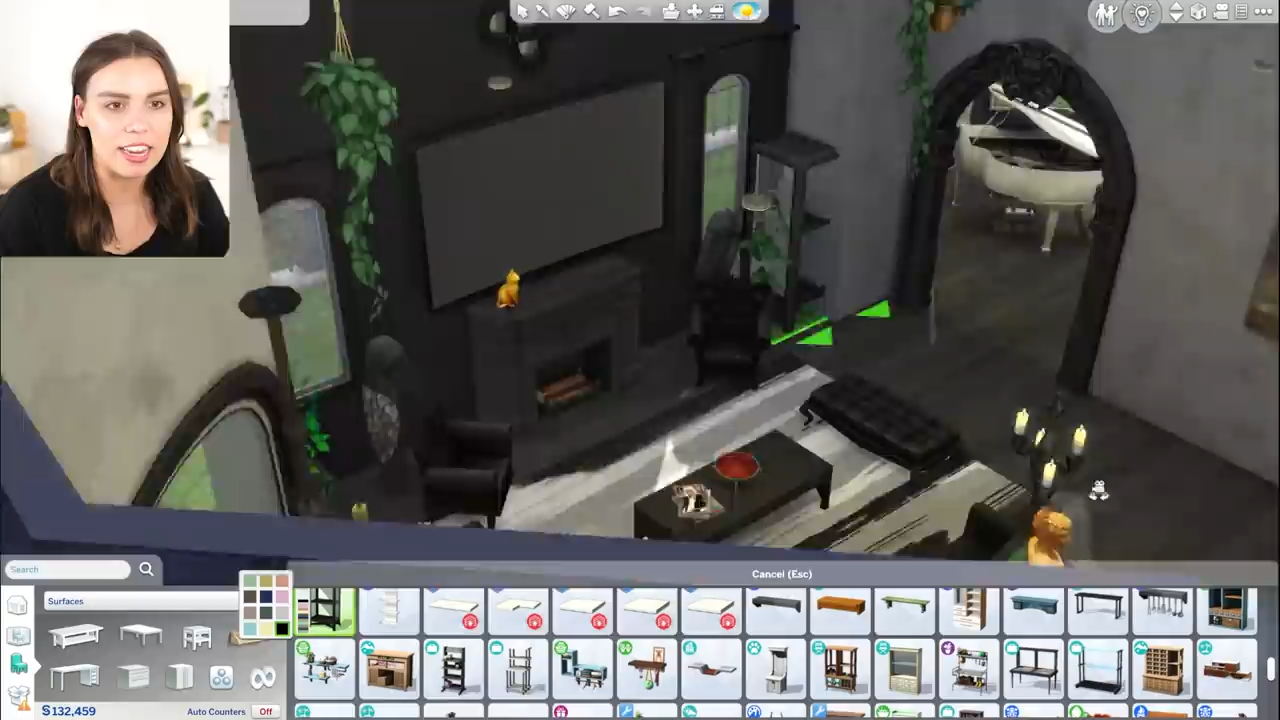 Cancel (Esc)
Search
Surfaces
$132,459
Auto Counters
Off